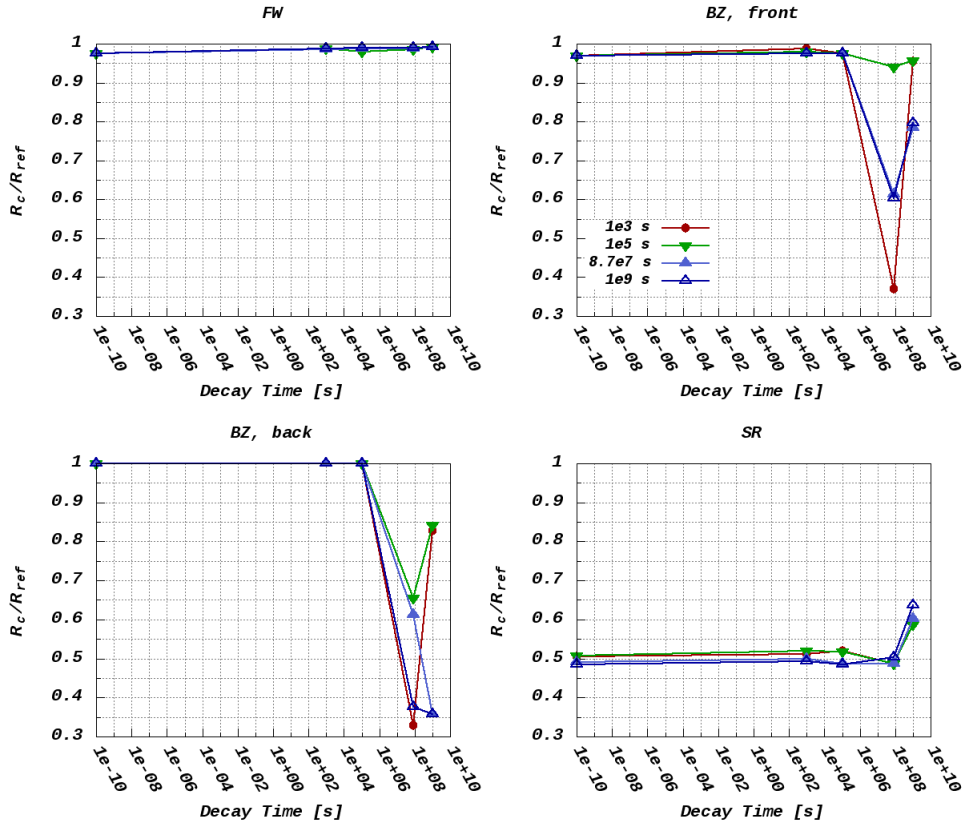 FW
1
0.9
0.8
0.7
0.6
0.5
0.4
0.3
R_c/R_ref
1e-10
1e-08
1e-06
1e-04
1e-02
1e+00
1e+02
1e+04
1e+06
1e+08
1e+10
Decay Time [s]
BZ, front
1
0.9
0.8
0.7
0.6
0.5
0.4
0.3
R_c/R_ref
1e3 s
1e5 s
8.7e7 s
1e9 s
1e-10
1e-08
1e-06
1e-04
1e-02
1e+00
1e+02
1e+04
1e+06
1e+08
1e+10
Decay Time [s]
BZ, back
1
0.9
0.8
0.7
0.6
0.5
0.4
0.3
R_c/R_ref
1e-10
1e-08
1e-06
1e-04
1e-02
1e+00
1e+02
1e+04
1e+06
1e+08
1e+10
Decay Time [s]
SR
1
0.9
0.8
0.7
0.6
0.5
0.4
0.3
R_c/R_ref
1e-10
1e-08
1e-06
1e-04
1e-02
1e+00
1e+02
1e+04
1e+06
1e+08
1e+10
Decay Time [s]